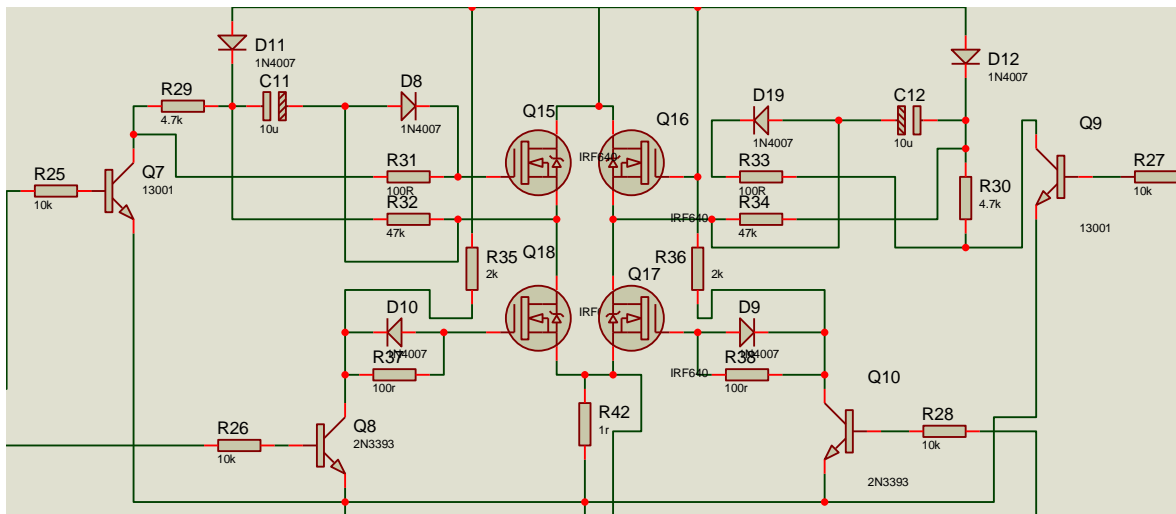 D11
1N4007
D12
1N4007
R29
4.7k
C11
10u
D8
1N4007
Q15
Q16
IRF640
D19
1N4007
C12
10u
Q9
13001
Q7
13001
R25
10k
R31
100R
R32
47k
R33
100R
R34
47k
IRF640
R30
4.7k
R27
10k
R35
2k
Q18
Q17
R36
2k
D10
1N4007
R37
100r
D9
1N4007
R38
100r
IRF640
Q10
2N3393
R42
1r
R26
10k
Q8
2N3393
R28
10k